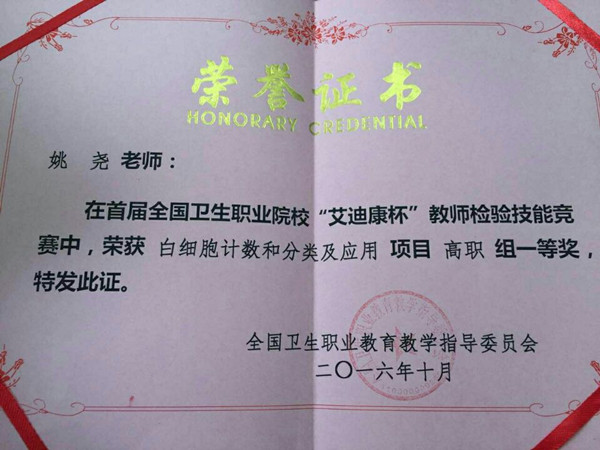 荣誉证书
HONORARY CREDENTIAL
姚 尧 老师：
在首届全国卫生职业院校“艾迪康杯”教师检验技能竞
赛中，荣获 白细胞计数和分类及应用 项目 高职 组一等奖，
特发此证。
全国卫生职业教育教学指导委员会
二〇一六年十月